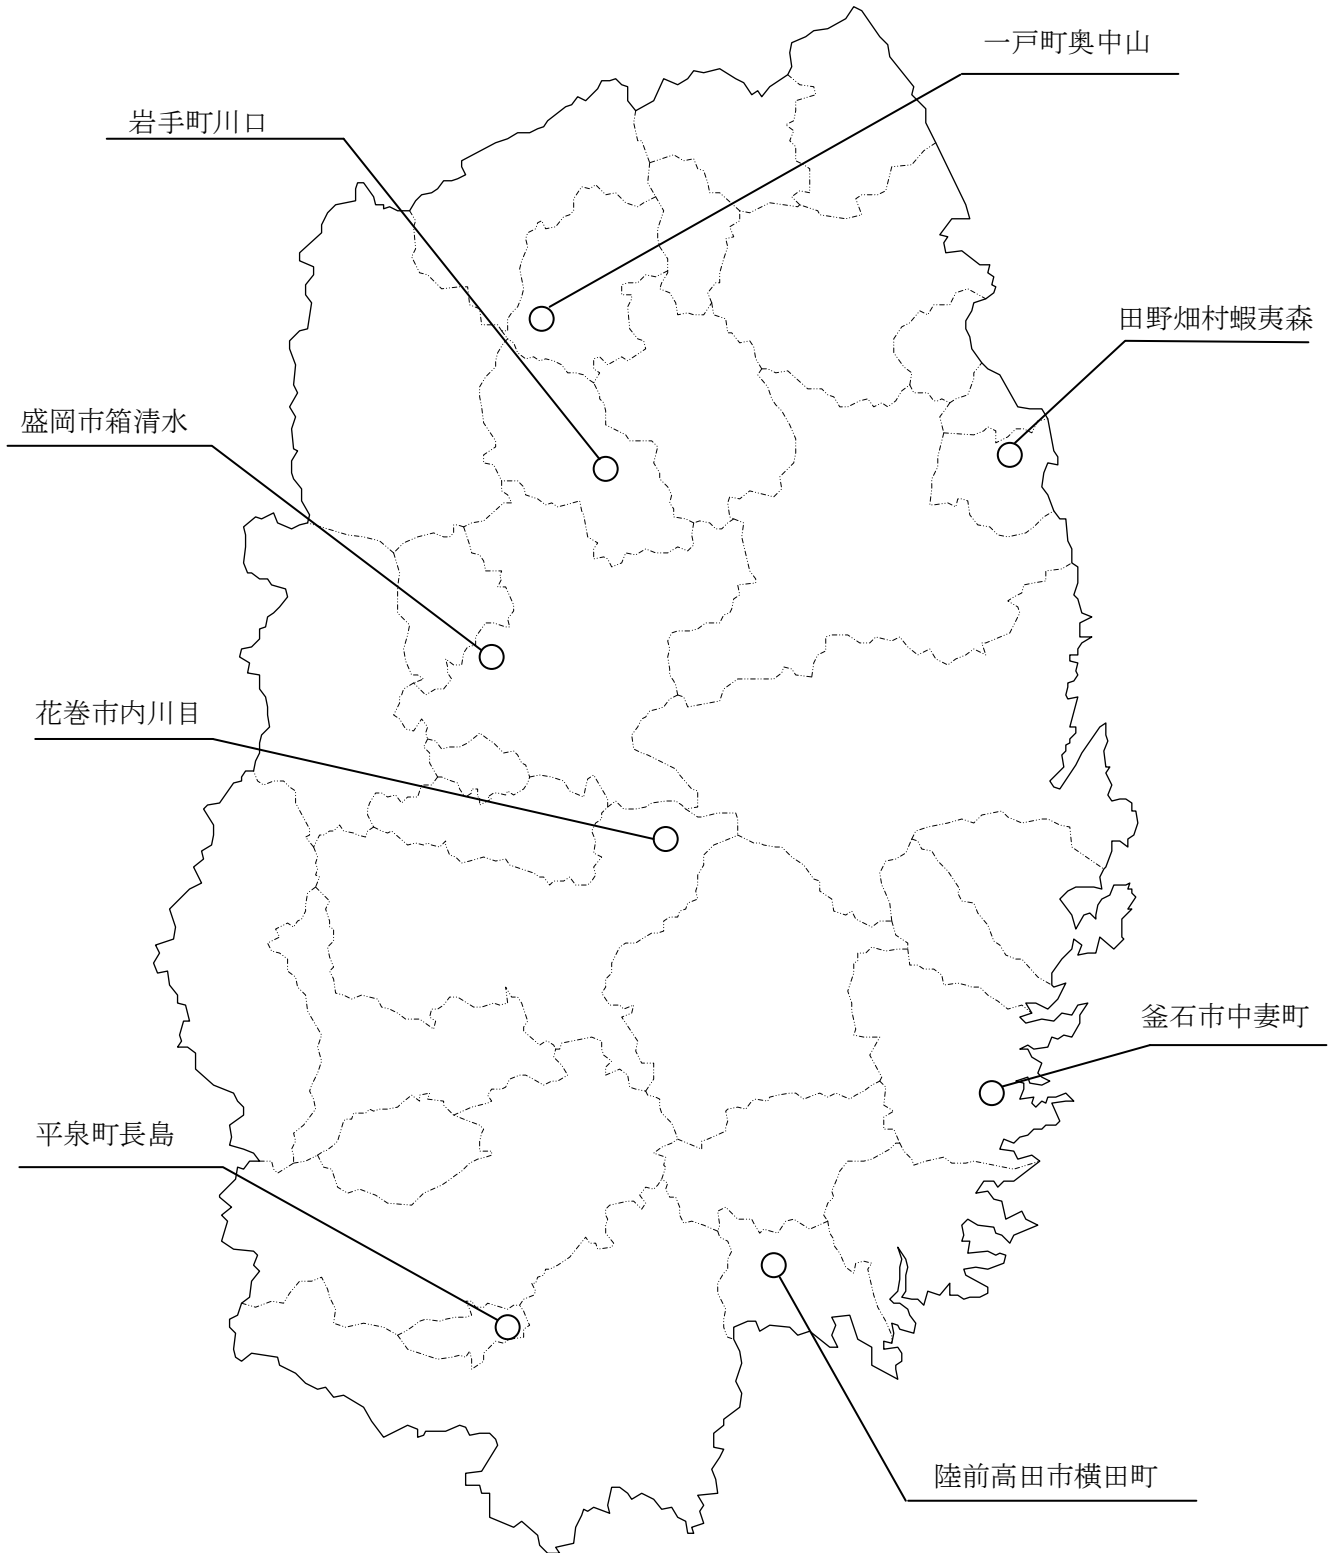 一戸町奥中山
岩手町川口
田野畑村蝦夷森
盛岡市箱清水
花巻市内川目
釜石市中妻町
平泉町長島
陸前高田市横田町